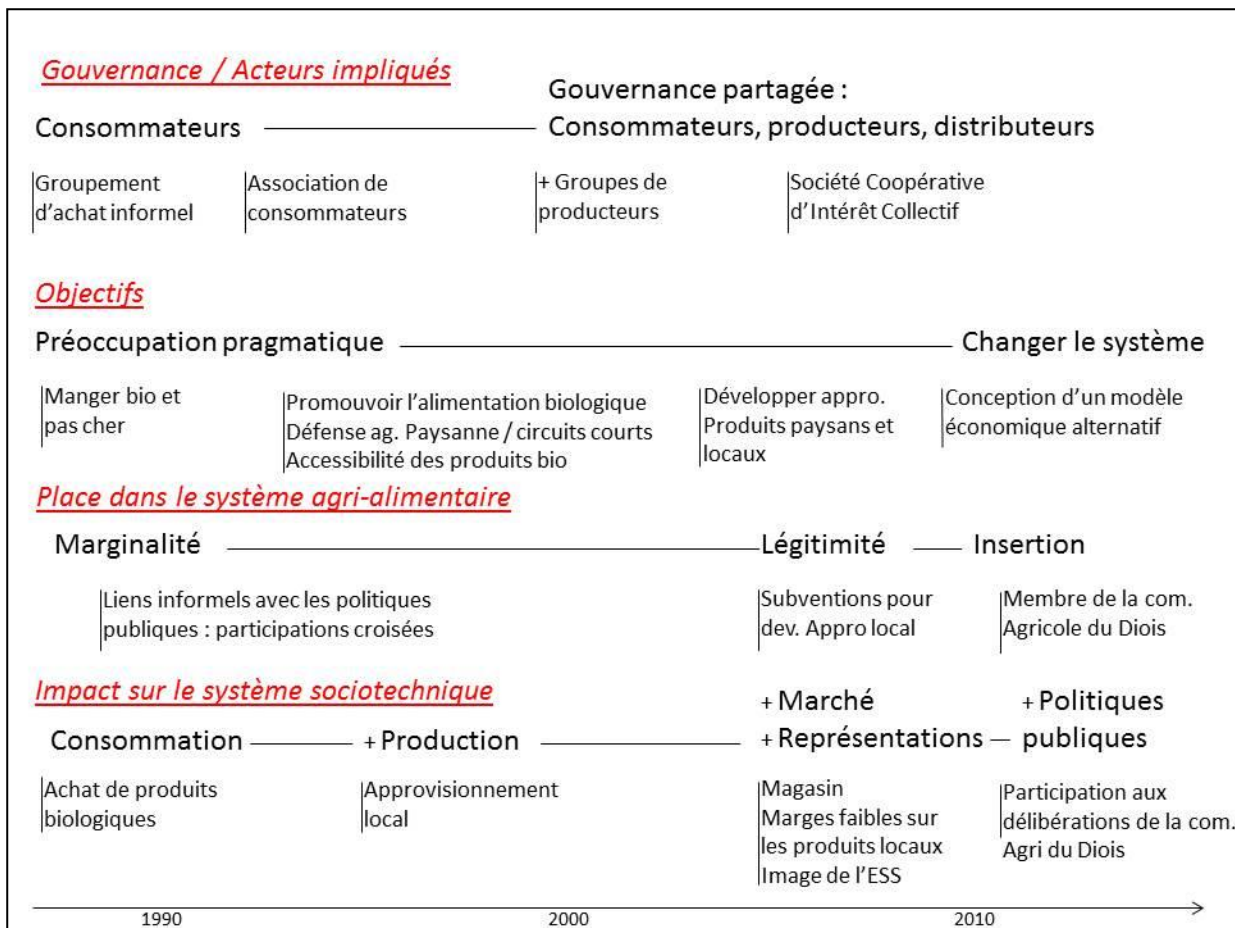 Gouvernance / Acteurs impliqués
Gouvernance partagée :
Consommateurs
Consommateurs, producteurs, distributeurs
Groupement
d'achat informel
Association de
consommateurs
+ Groupes de
producteurs
Société Coopérative
d'Intérêt Collectif
Objectifs
Préoccupation pragmatique
Changer le système
Manger bio et
pas cher
Promouvoir l'alimentation biologique
Défense ag. Paysanne / circuits courts
Accessibilité des produits bio
Développer appro.
Produits paysans et
locaux
Conception d'un modèle
économique alternatif
Place dans le système agri-alimentaire
Marginalité
Légitimité
Insertion
Liens informels avec les politiques
publiques : participations croisées
Subventions pour
dev. Appro local
Membre de la com.
Agricole du Diois
Impact sur le système sociotechnique
Consommation
+ Production
+ Marché
+ Représentations
+ Politiques
publiques
Achat de produits
biologiques
Approvisionnement
local
Magasin
Marges faibles sur
les produits locaux
Image de l'ESS
Participation aux
délibérations de la com.
Agri du Diois
1990
2000
2010